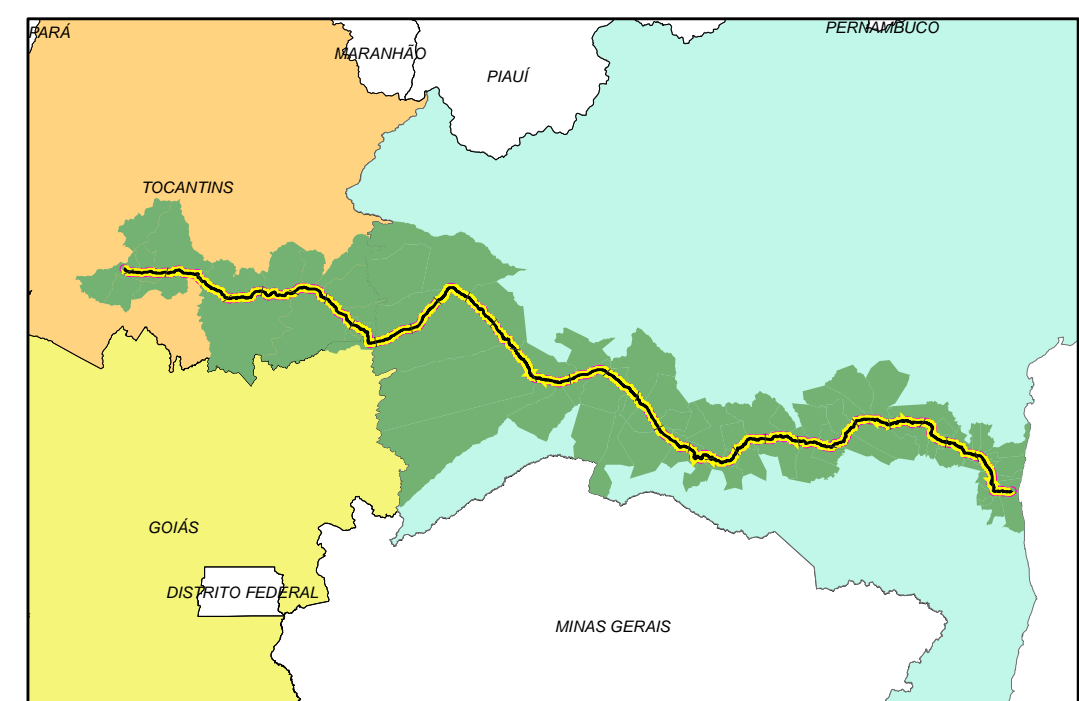 PARÁ
PERNAMBUCO
MARANHÃO
PIAUÍ
TOCANTINS
GOIÁS
DISTRITO FEDERAL
MINAS GERAIS